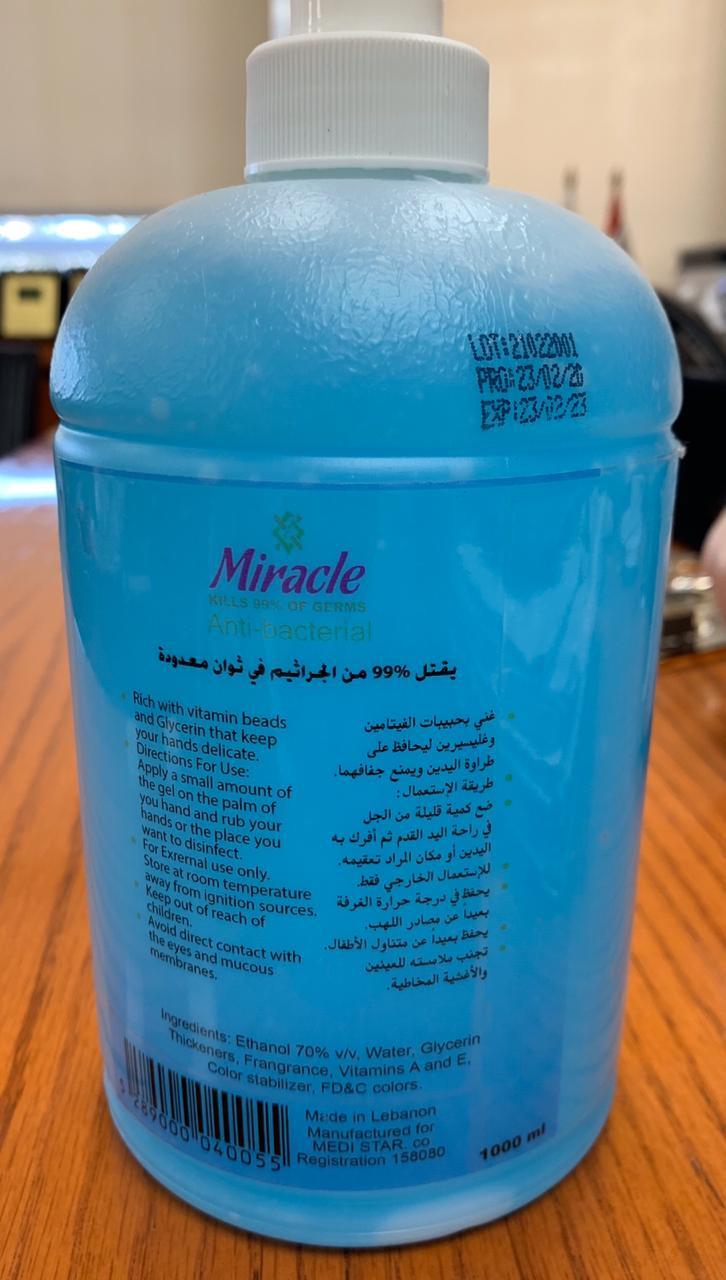 LOT:21022001
PRO:23/02/20
EXP:23/02/23
Miracle
KILLS 99% OF GERMS
Anti-bacterial
يقتل 99% من الجراثيم في ثوان معدودة
Rich with vitamin beads
and Glycerin that keep
your hands delicate.
Directions For Use:
Apply a small amount of
the gel on the palm of
you hand and rub your
hands or the place you
want to disinfect.
For Exrernal use only.
Store at room temperature
away from ignition sources.
Keep out of reach of
children.
Avoid direct contact with
the eyes and mucous
membranes.
غني بحبيبات الفيتامين
وغليسيرين ليحافظ على
طراوة اليدين ويمنع جفافهما.
طريقة الإستعمال:
ضع كمية قليلة من الجل
في راحة اليد القدم ثم أفرك به
اليدين أو مكان المراد تعقيمه.
للإستعمال الخارجي فقط.
يحفظ في درجة حرارة الغرفة
بعيداً عن مصادر اللهب.
يحفظ بعيداً عن متناول الأطفال.
تجنب ملامسته للعينين
والأغشية المخاطية.
Ingredients: Ethanol 70% v/v, Water, Glycerin
Thickeners, Frangrance, Vitamins A and E,
Color stabilizer, FD&C colors.
5 289000 040055
Made in Lebanon
Manufactured for
MEDI STAR. co
Registration 158080
1000 ml